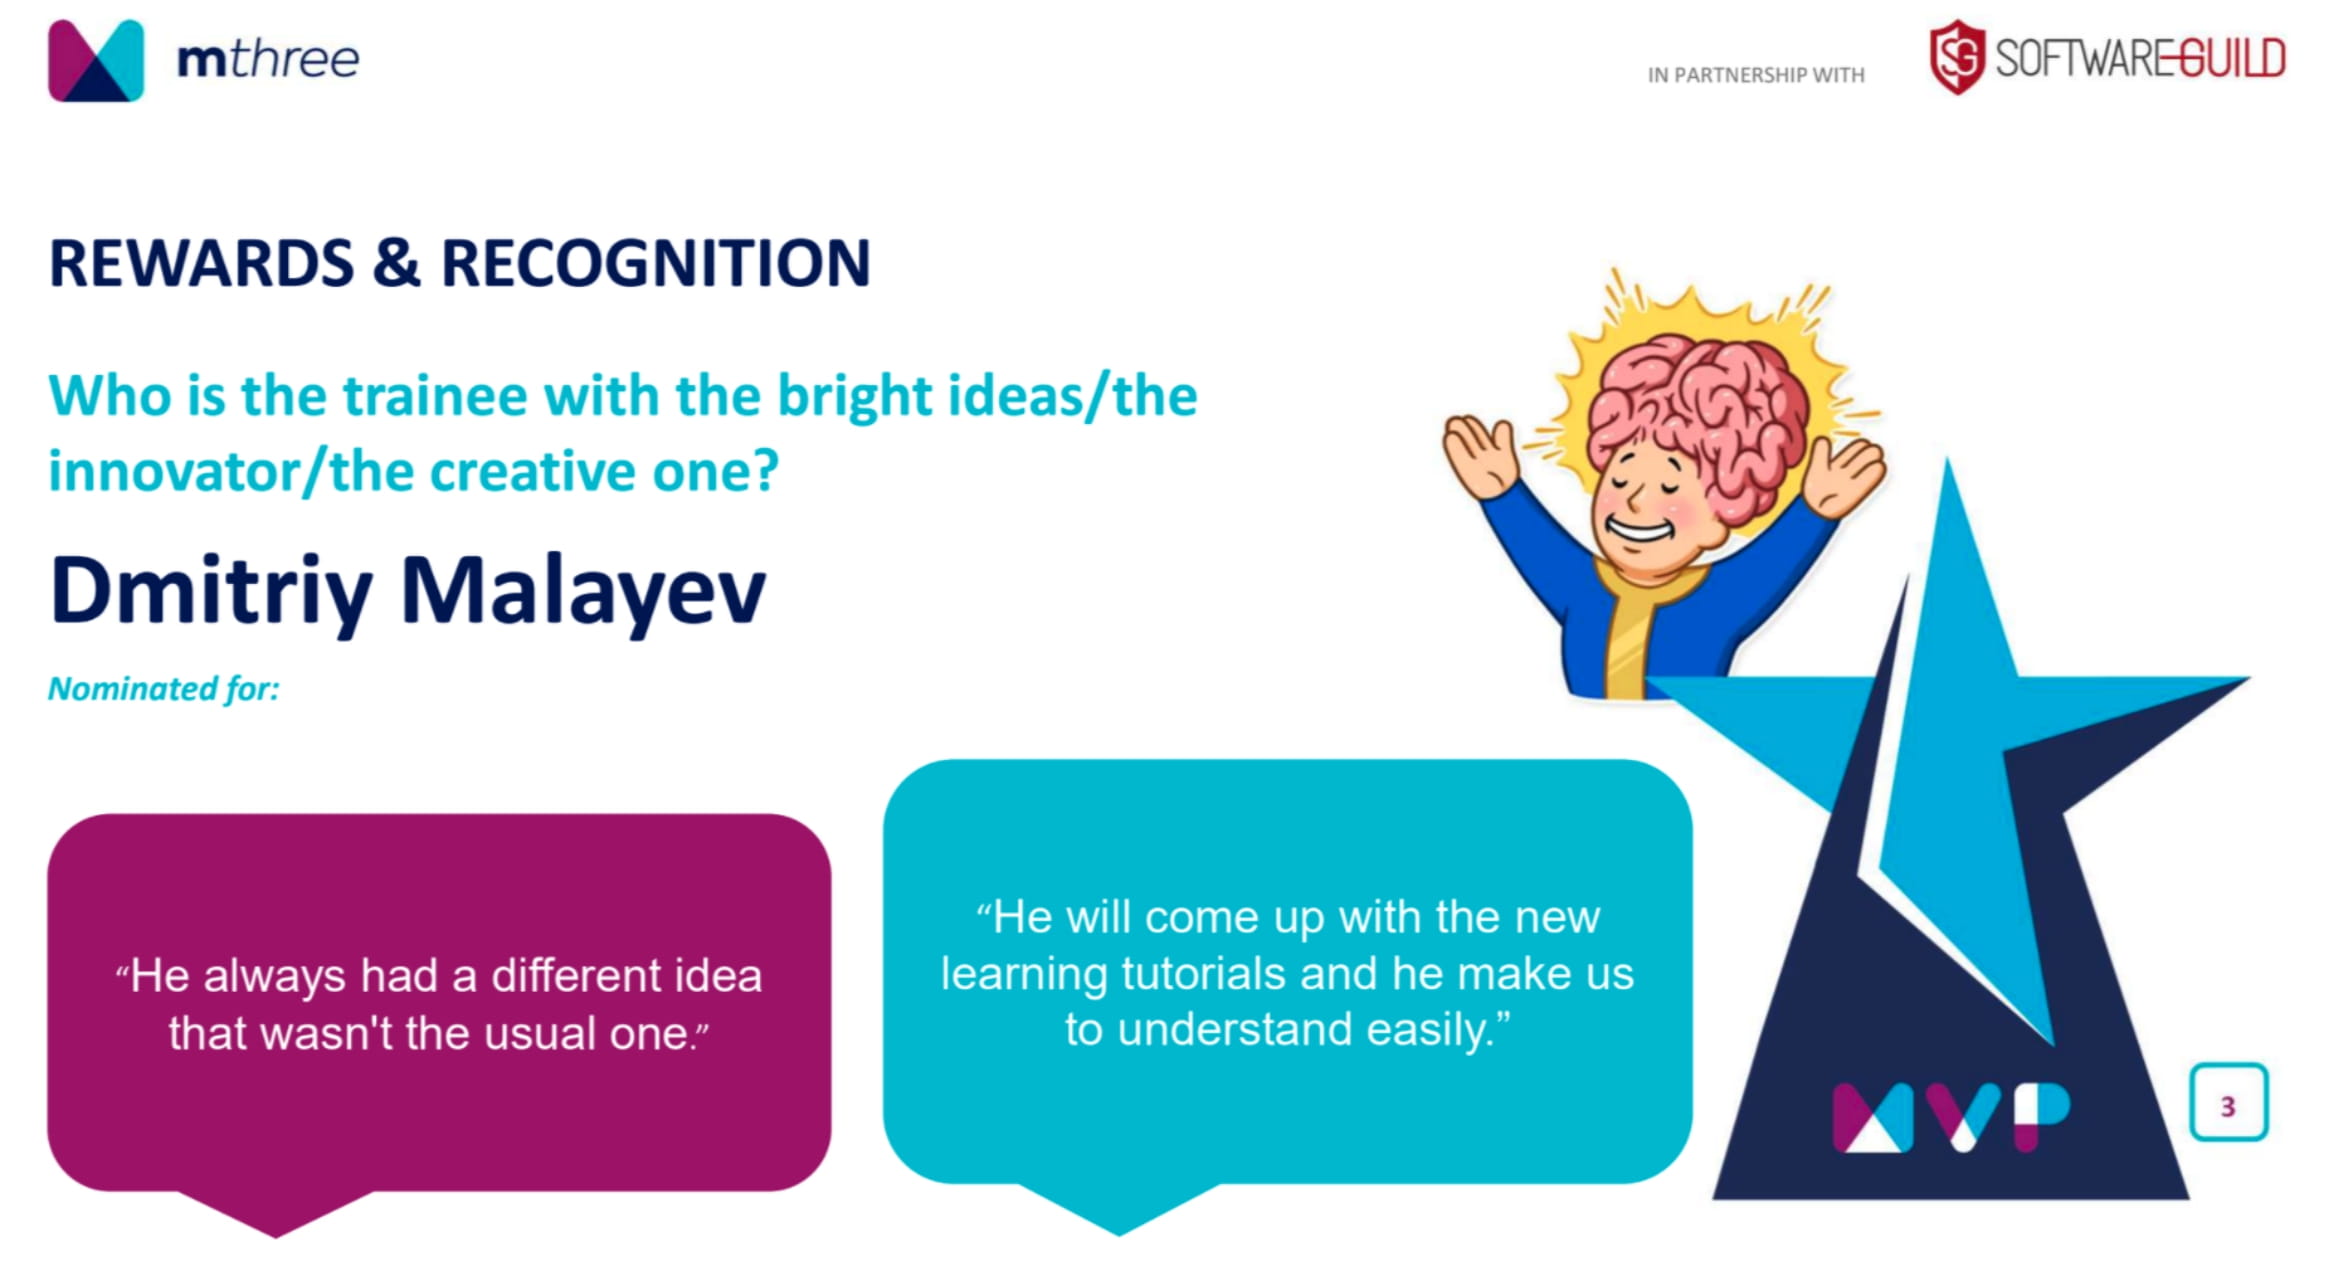 mthree
IN PARTNERSHIP WITH
SG
SOFTWARE GUILD
REWARDS & RECOGNITION
Who is the trainee with the bright ideas/the
innovator/the creative one?
Dmitriy Malayev
Nominated for:
“He always had a different idea
that wasn't the usual one.”
“He will come up with the new
learning tutorials and he make us
to understand easily.”
MVP
3